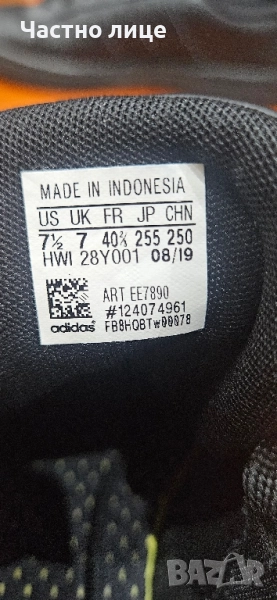 Частно лице
MADE IN INDONESIA
US UK FR JP CHN
7½ 7 40⅔ 255 250
HWI 28Y001 08/19
ART EE7890
#124074961
adidas FB8HQBTw00078
BAZAR